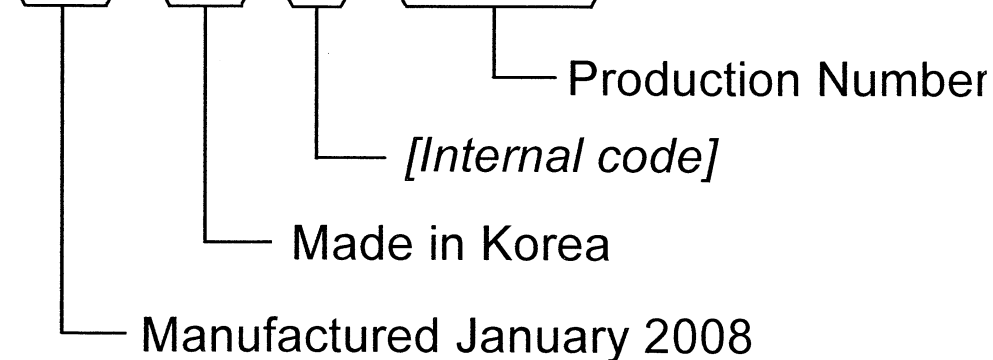 Production Number
[Internal code]
Made in Korea
Manufactured January 2008